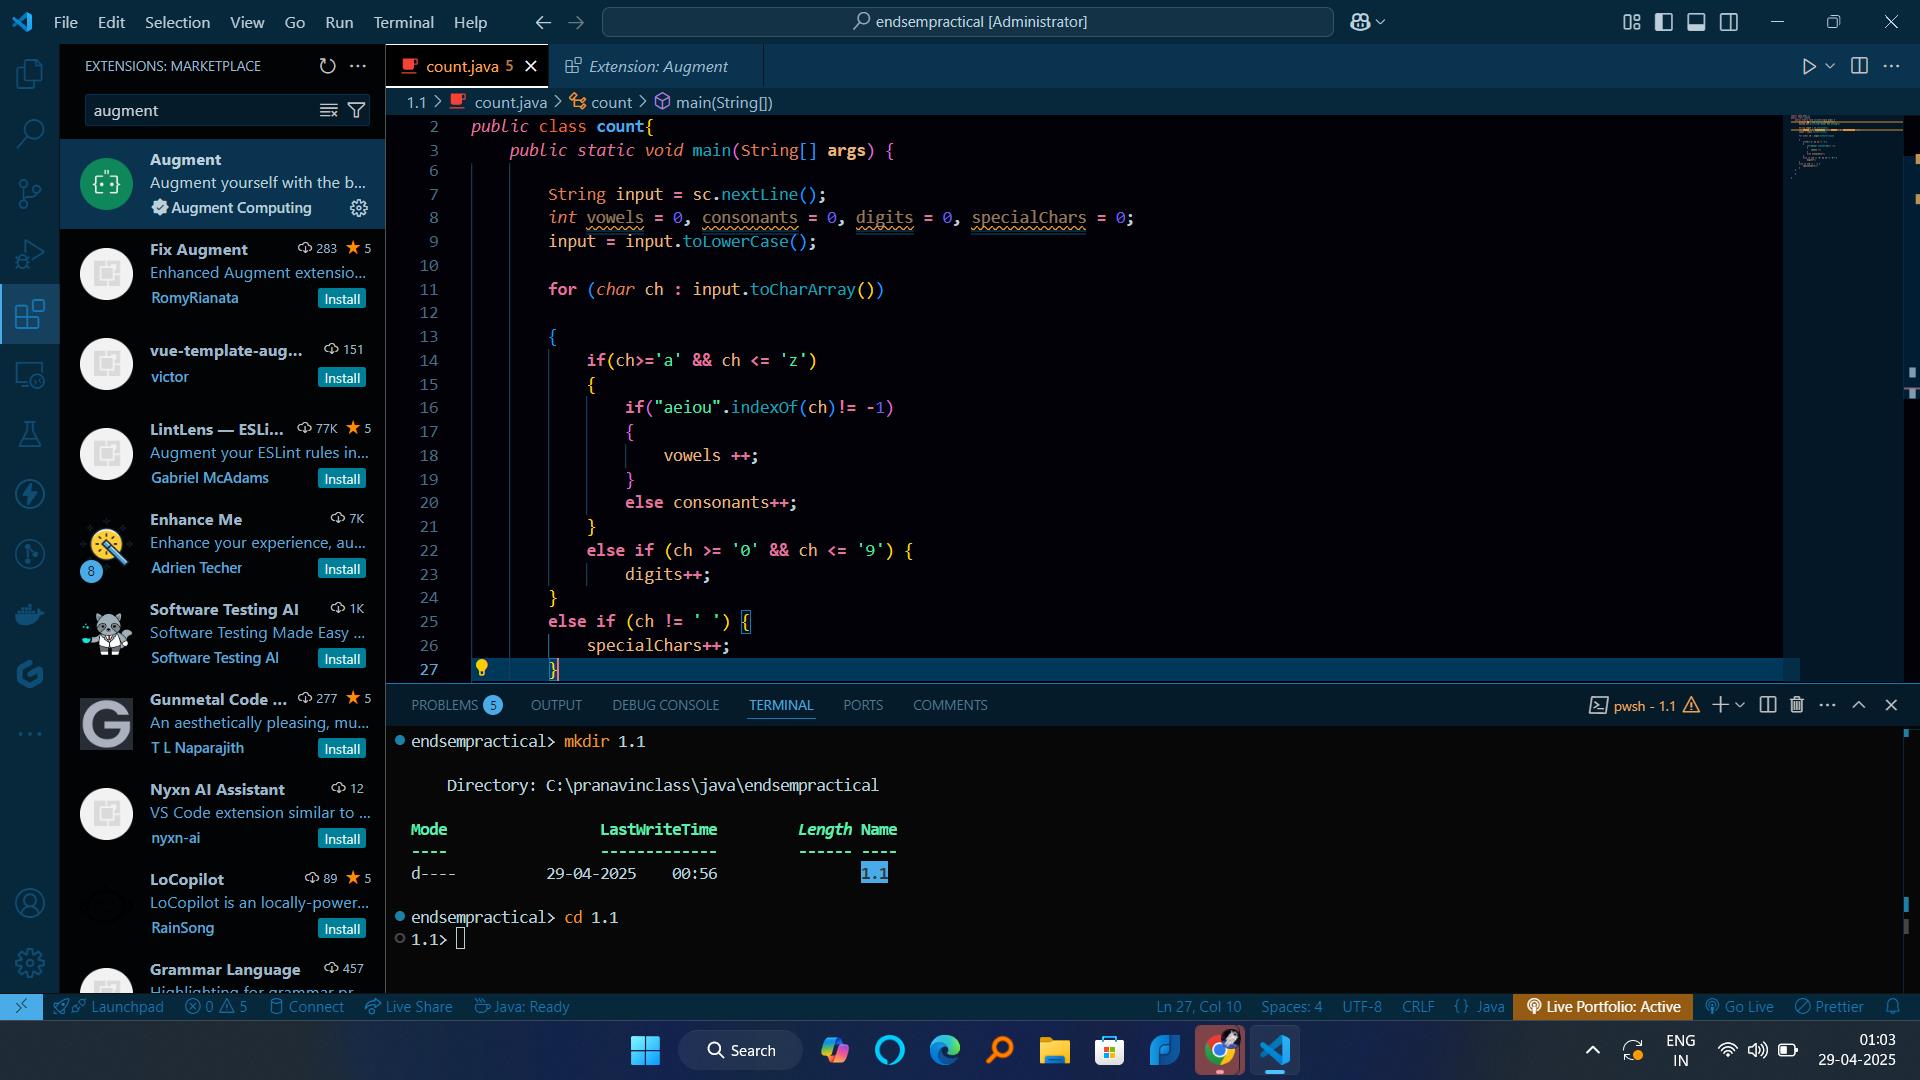 File Edit Selection View Go Run Terminal Help
endsempractical [Administrator]
EXTENSIONS: MARKETPLACE
augment
Augment
Augment yourself with the b...
Augment Computing
Fix Augment 283 5
Enhanced Augment extensio...
RomyRianata Install
vue-template-aug... 151
victor Install
LintLens — ESLi... 77K 5
Augment your ESLint rules in...
Gabriel McAdams Install
Enhance Me 7K
Enhance your experience, au...
8 Adrien Techer Install
Software Testing AI 1K
Software Testing Made Easy ...
Software Testing AI Install
Gunmetal Code ... 277 5
An aesthetically pleasing, mu...
T L Naparajith Install
Nyxn AI Assistant 12
VS Code extension similar to ...
nyxn-ai Install
LoCopilot 89 5
LoCopilot is an locally-power...
RainSong Install
Grammar Language 457
count.java 5 Extension: Augment
1.1 > count.java > count > main(String[])
2 public class count{
3 public static void main(String[] args) {
6
7 String input = sc.nextLine();
8 int vowels = 0, consonants = 0, digits = 0, specialChars = 0;
9 input = input.toLowerCase();
10
11 for (char ch : input.toCharArray())
12
13 {
14 if(ch>='a' && ch <= 'z')
15 {
16 if("aeiou".indexOf(ch)!= -1)
17 {
18 vowels ++;
19 }
20 else consonants++;
21 }
22 else if (ch >= '0' && ch <= '9') {
23 digits++;
24 }
25 else if (ch != ' ') {
26 specialChars++;
27 }
PROBLEMS 5 OUTPUT DEBUG CONSOLE TERMINAL PORTS COMMENTS pwsh - 1.1
endsempractical> mkdir 1.1
Directory: C:\pranavinclass\java\endsempractical
Mode LastWriteTime Length Name
---- ------------- ------ ----
d---- 29-04-2025 00:56 1.1
endsempractical> cd 1.1
1.1>
Launchpad 0 5 Connect Live Share Java: Ready Ln 27, Col 10 Spaces: 4 UTF-8 CRLF {} Java Live Portfolio: Active Go Live Prettier
Search
ENG
IN
01:03
29-04-2025